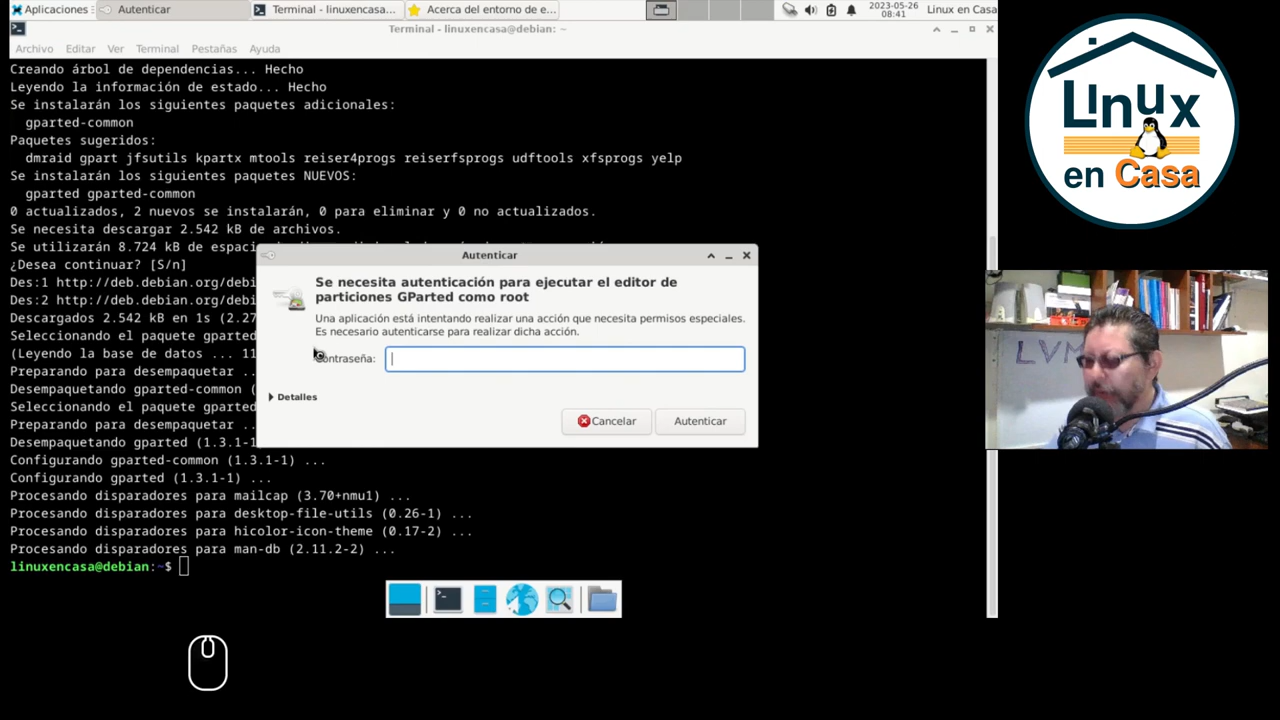 Aplicaciones
Autenticar
Terminal - linuxencasa...
Acerca del entorno de e...
2023-05-26
08:41
Linux en Casa
Terminal - linuxencasa@debian: ~
Archivo Editar Ver Terminal Pestañas Ayuda
Creando árbol de dependencias... Hecho
Leyendo la información de estado... Hecho
Se instalarán los siguientes paquetes adicionales:
gparted-common
Paquetes sugeridos:
dmraid gpart jfsutils kpartx mtools reiser4progs reiserfsprogs udftools xfsprogs yelp
Se instalarán los siguientes paquetes NUEVOS:
gparted gparted-common
0 actualizados, 2 nuevos se instalarán, 0 para eliminar y 0 no actualizados.
Se necesita descargar 2.542 kB de archivos.
Se utilizarán 8.724 kB de
¿Desea continuar? [S/n]
Des:1 http://deb.debian.org/debi
Des:2 http://deb.debian.org/debi
Descargados 2.542 kB en 1s (2.27
Seleccionando el paquete gparted
(Leyendo la base de datos ... 11
Preparando para desempaquetar ..
Desempaquetando gparted-common (
Seleccionando el paquete gparted
Preparando para desempaquetar ..
Desempaquetando gparted (1.3.1-1
Configurando gparted-common (1.3.1-1) ...
Configurando gparted (1.3.1-1) ...
Procesando disparadores para mailcap (3.70+nmu1) ...
Procesando disparadores para desktop-file-utils (0.26-1) ...
Procesando disparadores para hicolor-icon-theme (0.17-2) ...
Procesando disparadores para man-db (2.11.2-2) ...
linuxencasa@debian:~$
Autenticar
Se necesita autenticación para ejecutar el editor de
particiones GParted como root
Una aplicación está intentando realizar una acción que necesita permisos especiales.
Es necesario autenticarse para realizar dicha acción.
Contraseña:
Detalles
Cancelar
Autenticar
Linux
en Casa
LVM